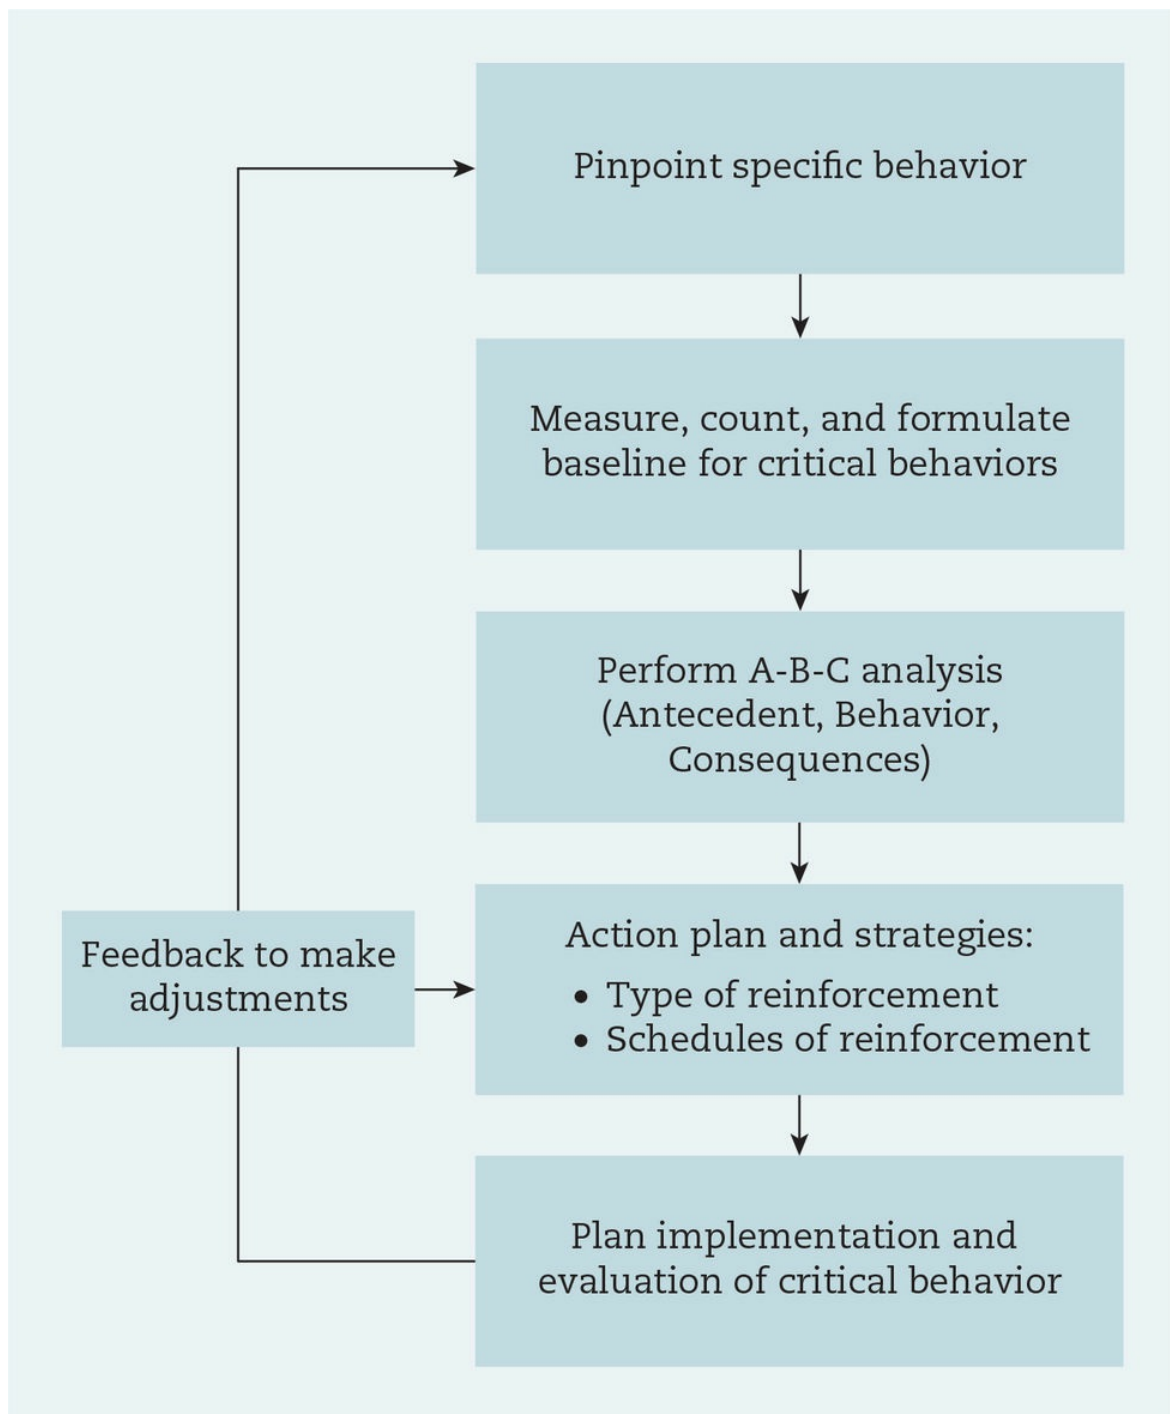 Pinpoint specific behavior
Measure, count, and formulate
baseline for critical behaviors
Perform A-B-C analysis
(Antecedent, Behavior,
Consequences)
Feedback to make
adjustments
Action plan and strategies:
• Type of reinforcement
• Schedules of reinforcement
Plan implementation and
evaluation of critical behavior